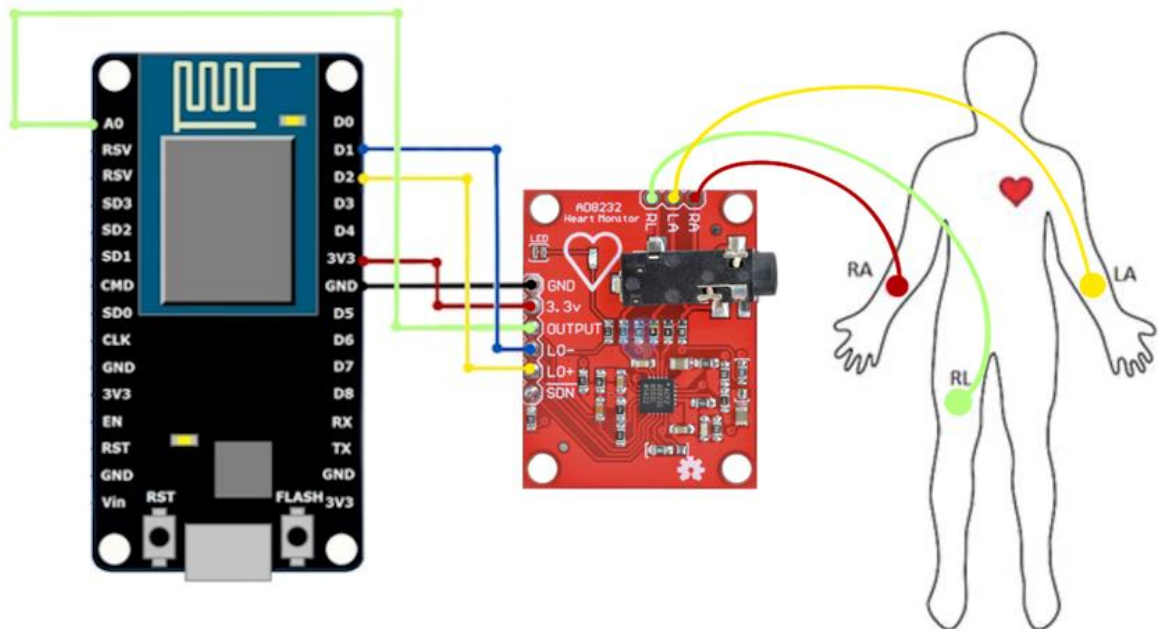 A0
RSV
RSV
SD3
SD2
SD1
CMD
SD0
CLK
GND
3V3
EN
RST
GND
Vin
RST
FLASH
D0
D1
D2
D3
D4
3V3
GND
D5
D6
D7
D8
RX
TX
GND
3V3
AD8232
Heart Monitor
RL
LA
RA
LED
GND
3.3v
OUTPUT
LO-
LO+
SDN
RA
LA
RL